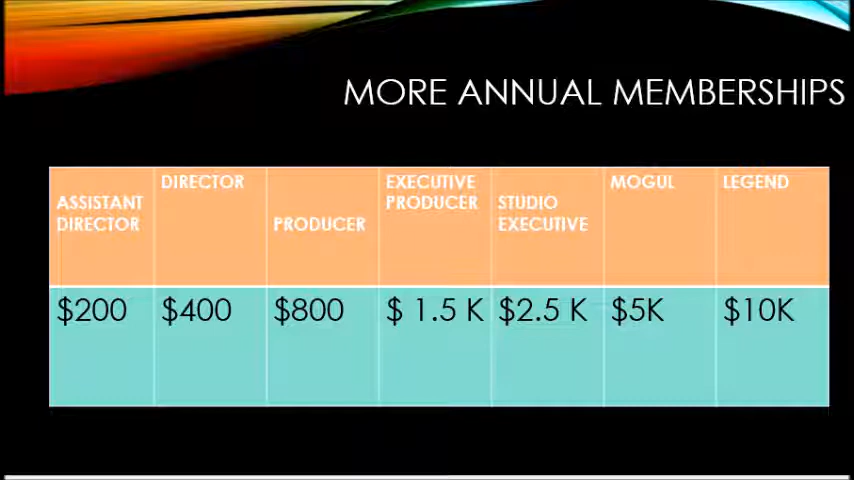 MORE ANNUAL MEMBERSHIPS
ASSISTANT
DIRECTOR
DIRECTOR
PRODUCER
EXECUTIVE
PRODUCER
STUDIO
EXECUTIVE
MOGUL
LEGEND
$200
$400
$800
$ 1.5 K
$2.5 K
$5K
$10K